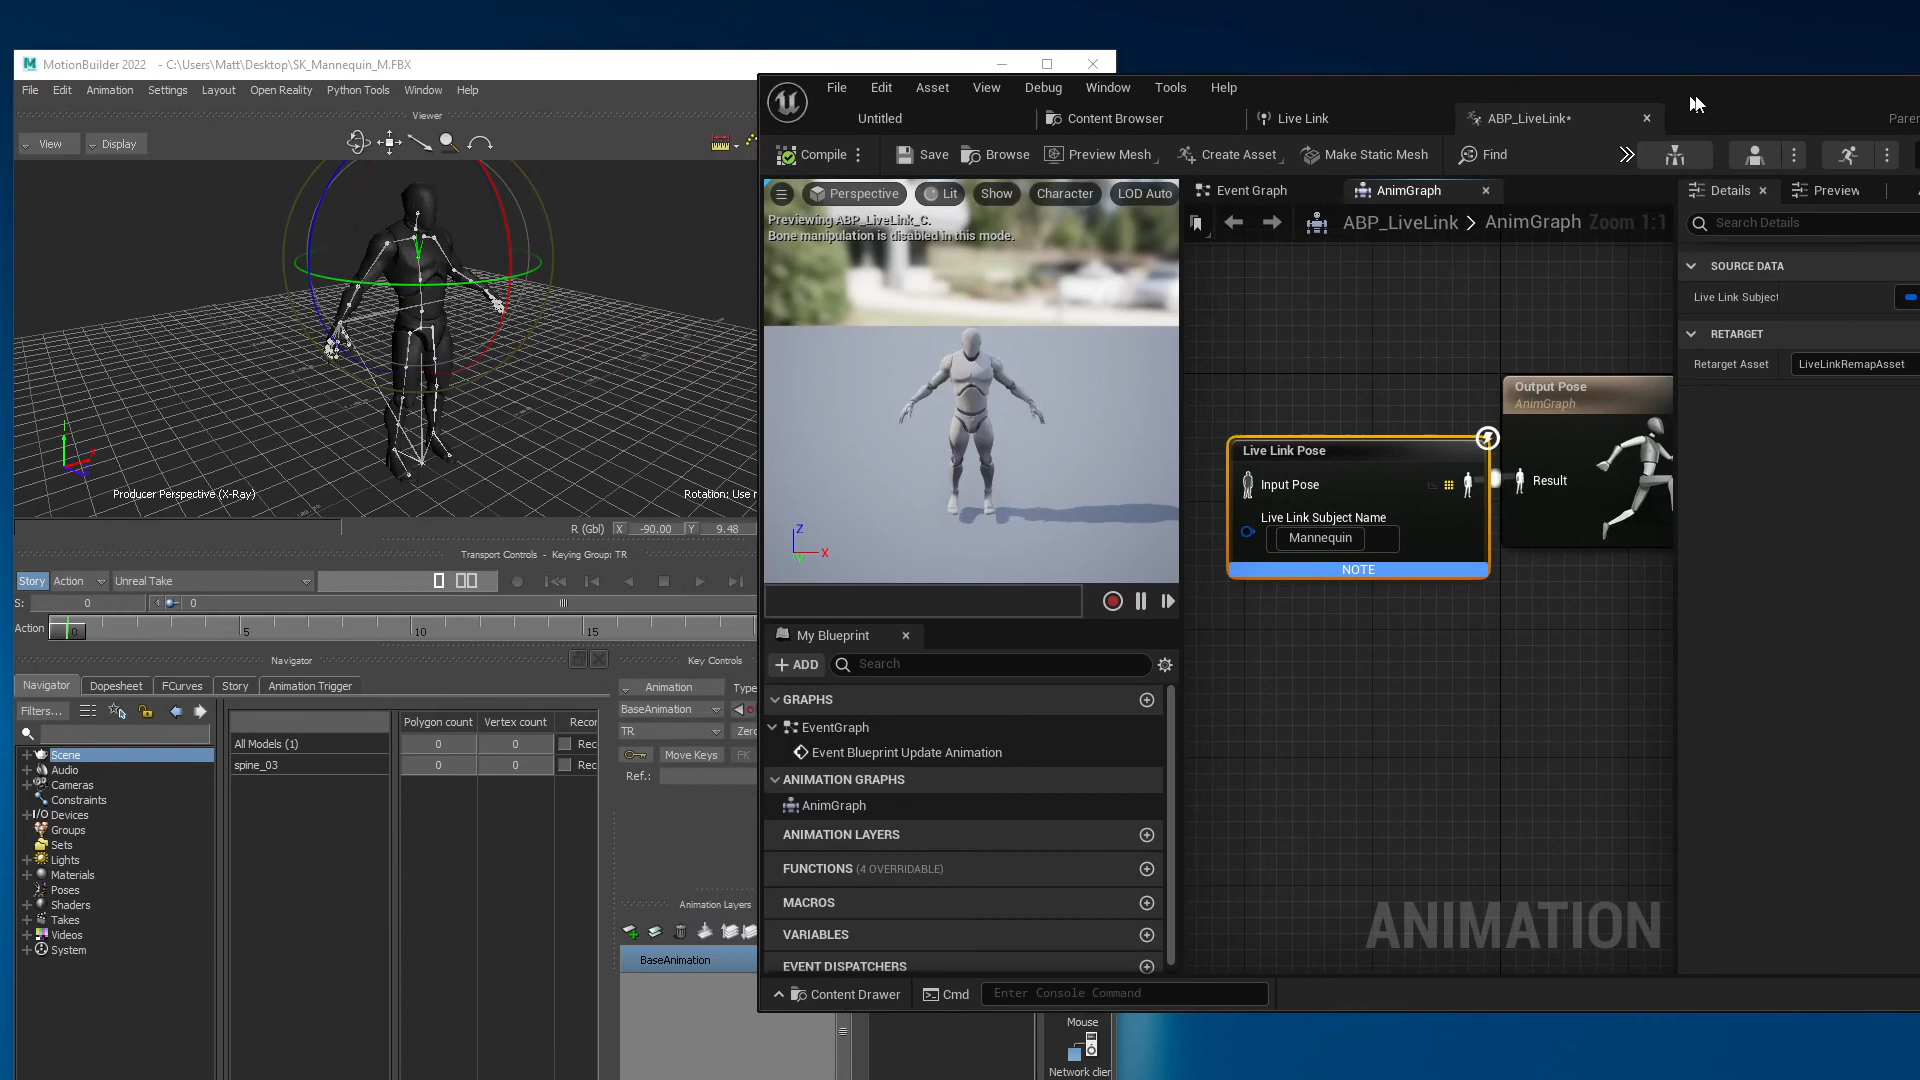 MotionBuilder 2022 - C:\Users\Matt\Desktop\SK_Mannequin_M.FBX
File Edit Animation Settings Layout Open Reality Python Tools Window Help
Viewer
View Display
Producer Perspective (X-Ray)
R (Gbl) X -90.00 Y 9.48
Transport Controls - Keying Group: TR
Story Action Unreal Take
S: 0 0
Action 0 5 10 15
Navigator
Key Controls
Navigator Dopesheet FCurves Story Animation Trigger
Filters...
Scene
Audio
Cameras
Constraints
I/O Devices
Groups
Sets
Lights
Materials
Poses
Shaders
Takes
Videos
System
Polygon count Vertex count
All Models (1) 0 0 Rec
spine_03 0 0 Rec
Animation
BaseAnimation
TR
Move Keys FK
Ref.:
Animation Layers
BaseAnimation
Mouse
File Edit Asset View Debug Window Tools Help
Untitled Content Browser Live Link ABP_LiveLink*
Compile Save Browse Preview Mesh Create Asset Make Static Mesh Find
Perspective Lit Show Character LOD Auto
Previewing ABP_LiveLink_C.
Bone manipulation is disabled in this mode.
Z
X
Y
My Blueprint
ADD Search
GRAPHS
EventGraph
Event Blueprint Update Animation
ANIMATION GRAPHS
AnimGraph
ANIMATION LAYERS
FUNCTIONS (4 OVERRIDABLE)
MACROS
VARIABLES
EVENT DISPATCHERS
Content Drawer Cmd Enter Console Command
Event Graph AnimGraph
ABP_LiveLink > AnimGraph Zoom 1:1
Live Link Pose
Input Pose
Live Link Subject Name
Mannequin
NOTE
Output Pose
AnimGraph
Result
ANIMATION
Details Preview
Search Details
SOURCE DATA
Live Link Subject
RETARGET
Retarget Asset LiveLinkRemapAsset